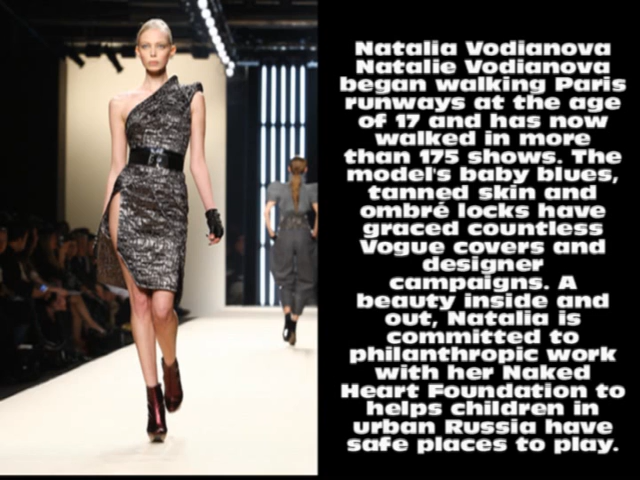 Natalia Vodianova
Natalie Vodianova
began walking Paris
runways at the age
of 17 and has now
walked in more
than 175 shows. The
model's baby blues,
tanned skin and
ombré locks have
graced countless
Vogue covers and
designer
campaigns. A
beauty inside and
out, Natalia is
committed to
philanthropic work
with her Naked
Heart Foundation to
helps children in
urban Russia have
safe places to play.